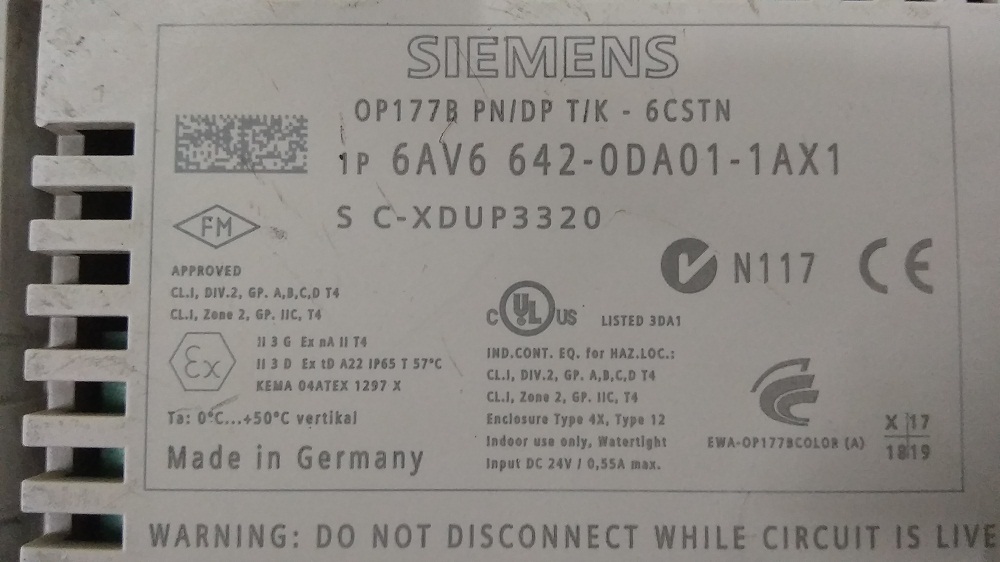 SIEMENS
OP177B PN/DP T/K - 6CSTN
1P 6AV6 642-0DA01-1AX1
S C-XDUP3320
FM
N117 CE
APPROVED
CL.I, DIV.2, GP. A,B,C,D T4
CL.I, Zone 2, GP. IIC, T4
C UL US LISTED 3DA1
Ex
II 3 G Ex nA II T4
II 3 D Ex tD A22 IP65 T 57°C
KEMA 04ATEX 1297 X
IND.CONT. EQ. for HAZ.LOC.:
CL.I, DIV.2, GP. A,B,C,D T4
CL.I, Zone 2, GP. IIC, T4
Enclosure Type 4X, Type 12
Indoor use only, Watertight
Input DC 24V / 0,55A max.
Ta: 0°C...+50°C vertikal
Made in Germany
EWA-OP177BCOLOR (A)
X 17
18 19
WARNING: DO NOT DISCONNECT WHILE CIRCUIT IS LIVE